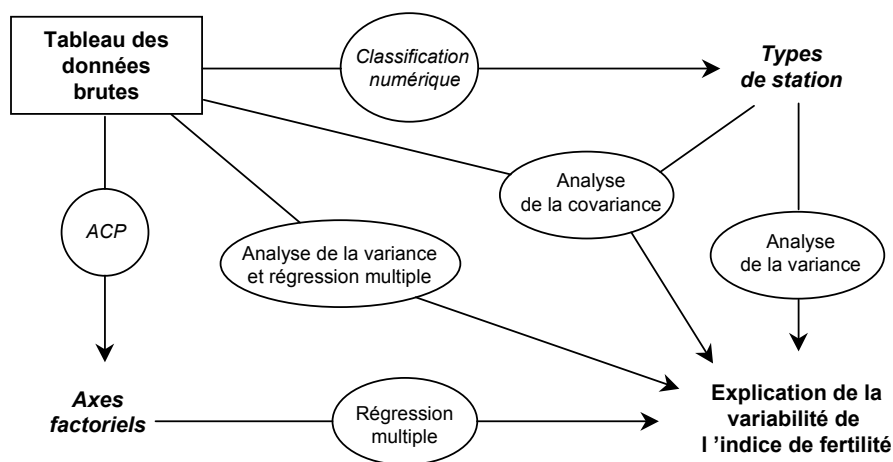 Tableau des
données
brutes
Classification
numérique
Types
de station
Analyse
de la covariance
ACP
Analyse de la variance
et régression multiple
Analyse
de la variance
Axes
factoriels
Régression
multiple
Explication de la
variabilité de
l ’indice de fertilité